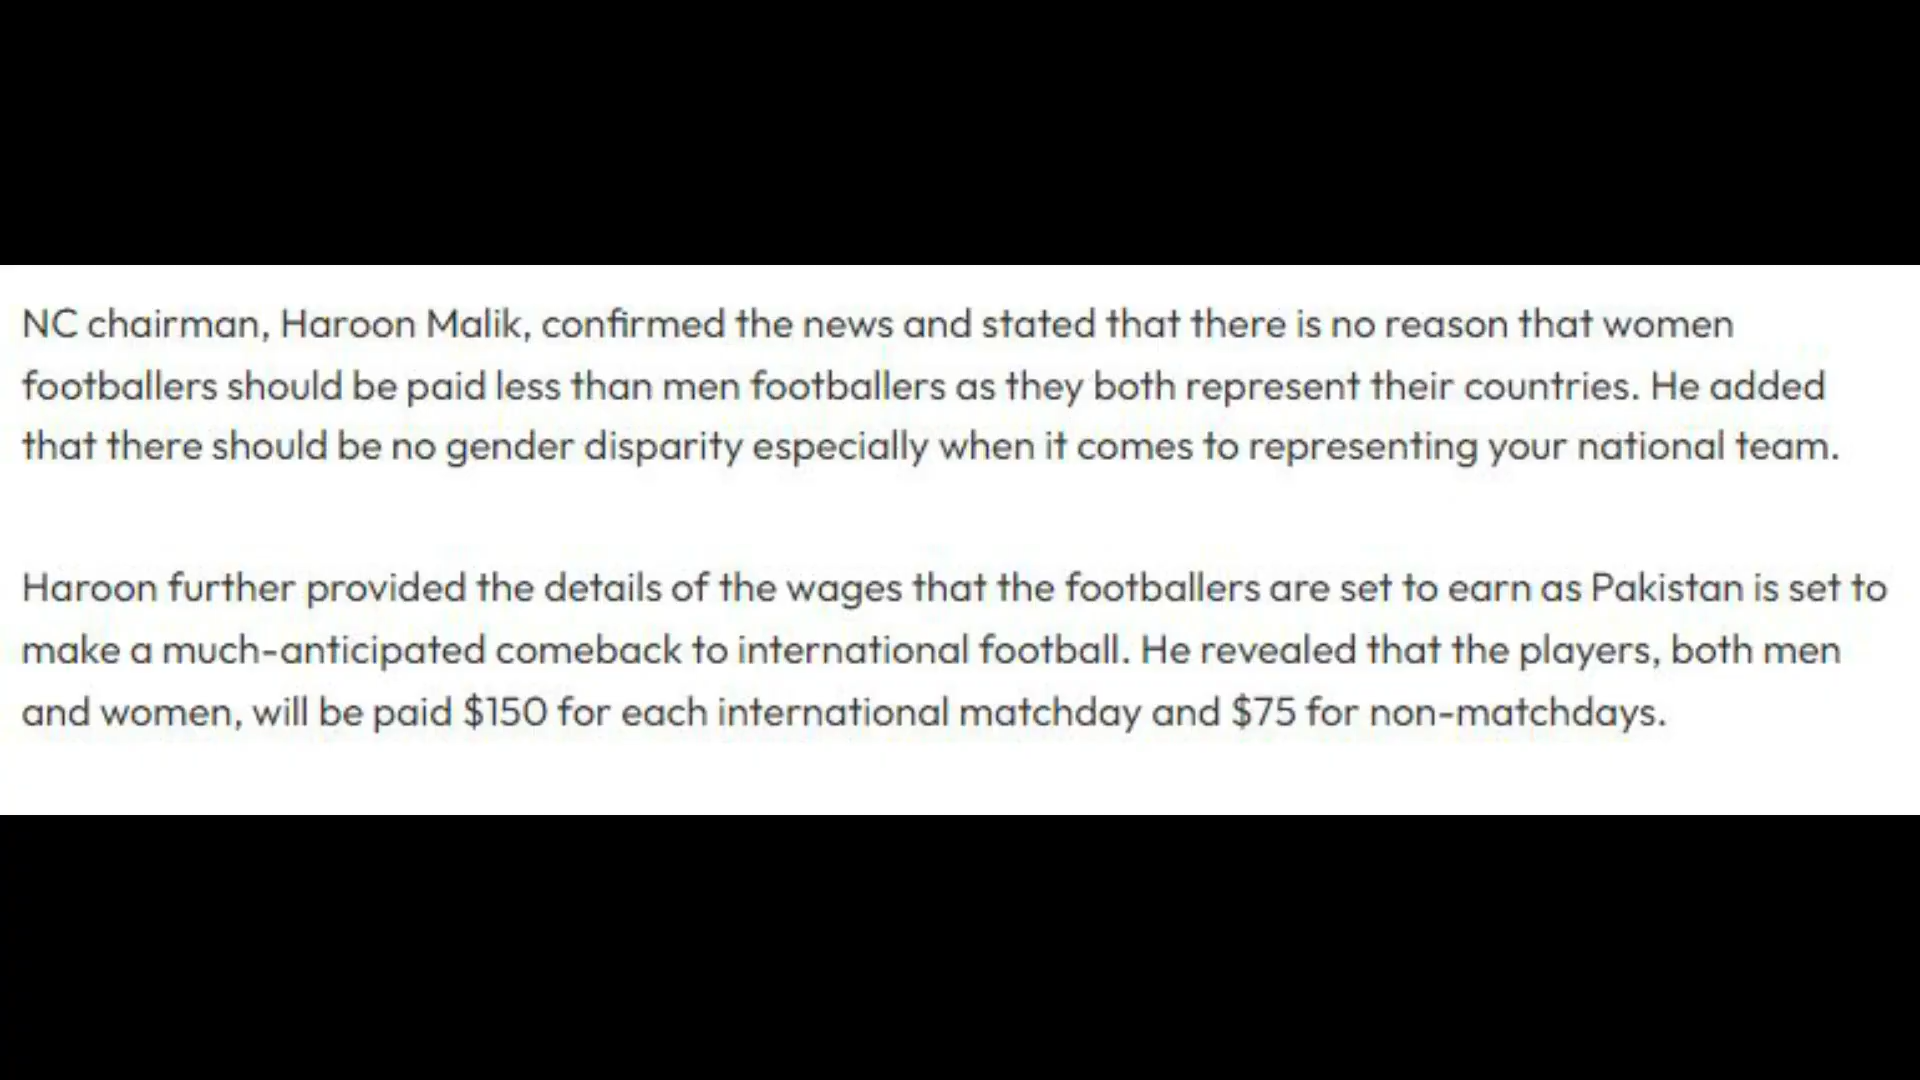 NC chairman, Haroon Malik, confirmed the news and stated that there is no reason that women
footballers should be paid less than men footballers as they both represent their countries. He added
that there should be no gender disparity especially when it comes to representing your national team.
Haroon further provided the details of the wages that the footballers are set to earn as Pakistan is set to
make a much-anticipated comeback to international football. He revealed that the players, both men
and women, will be paid $150 for each international matchday and $75 for non-matchdays.